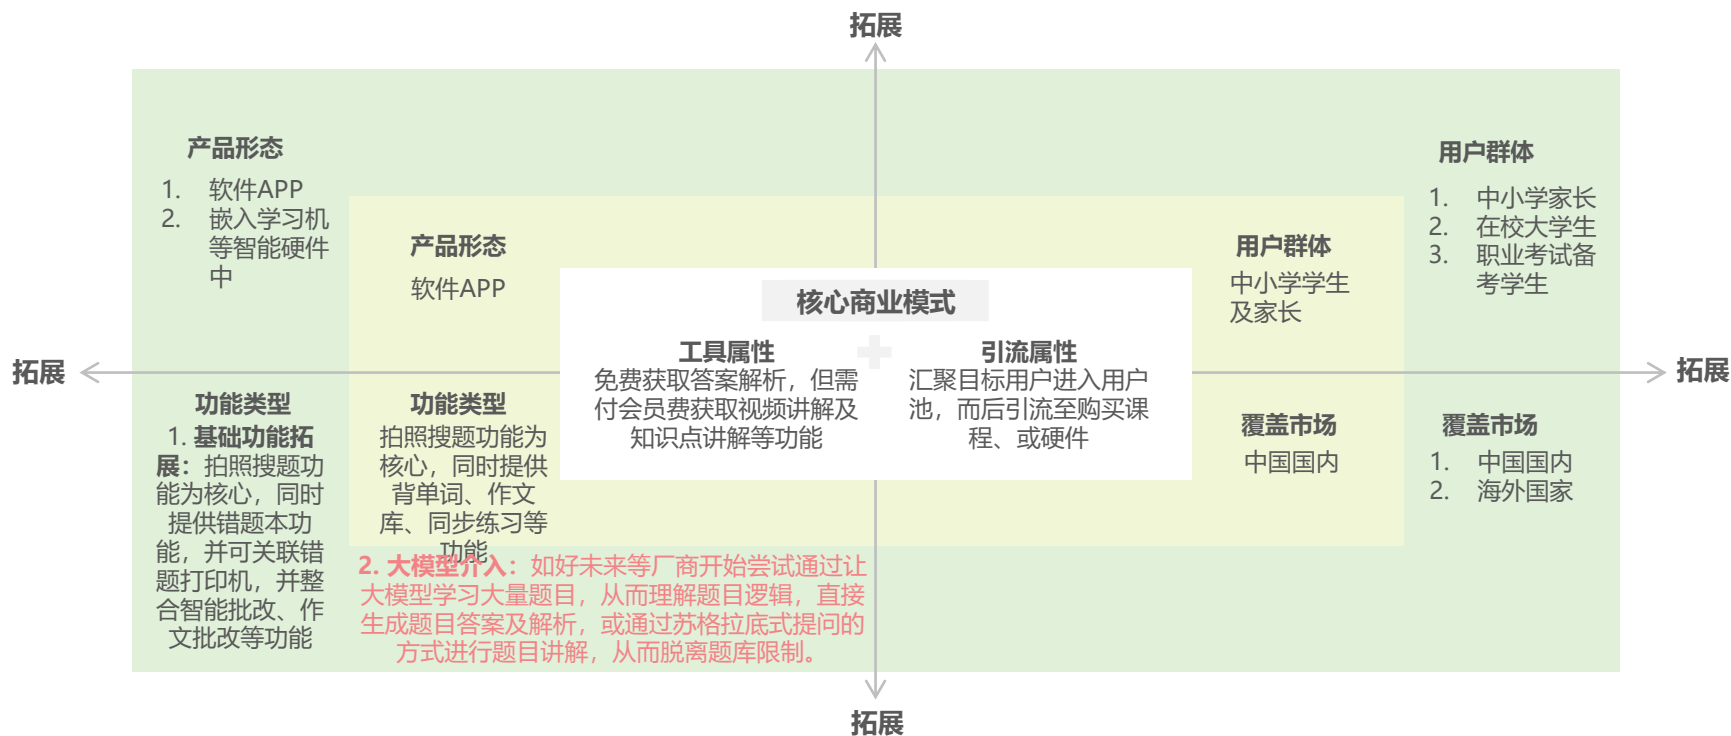 拓展
产品形态
1. 软件APP
2. 嵌入学习机
等智能硬件
中
产品形态
软件APP
核心商业模式
工具属性
免费获取答案解析，但需
付会员费获取视频讲解及
知识点讲解等功能
引流属性
汇聚目标用户进入用户
池，而后引流至购买课
程、或硬件
用户群体
中小学学生
及家长
用户群体
1. 中小学家长
2. 在校大学生
3. 职业考试备
考学生
拓展
拓展
功能类型
1. 基础功能拓
展：拍照搜题功
能为核心，同时
提供错题本功
能，并可关联错
题打印机，并整
合智能批改、作
文批改等功能
功能类型
拍照搜题功能为
核心，同时提供
背单词、作文
库、同步练习等
功能
2. 大模型介入：如好未来等厂商开始尝试通过让
大模型学习大量题目，从而理解题目逻辑，直接
生成题目答案及解析，或通过苏格拉底式提问的
方式进行题目讲解，从而脱离题库限制。
覆盖市场
中国国内
覆盖市场
1. 中国国内
2. 海外国家
拓展